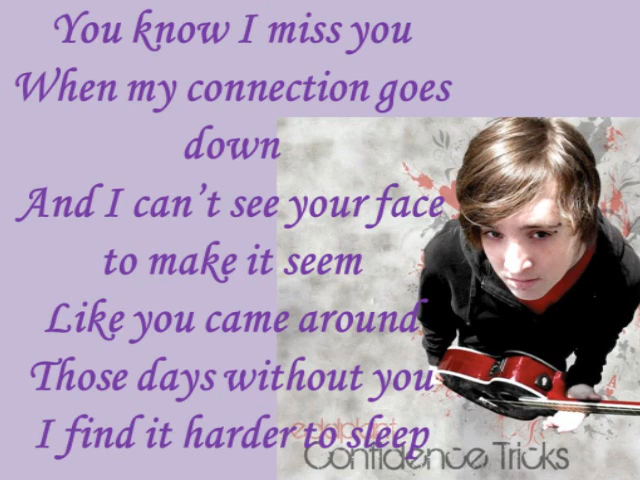 You know I miss you
When my connection goes
down
And I can't see your face
to make it seem
Like you came around
Those days without you
I find it harder to sleep
Confidence Tricks